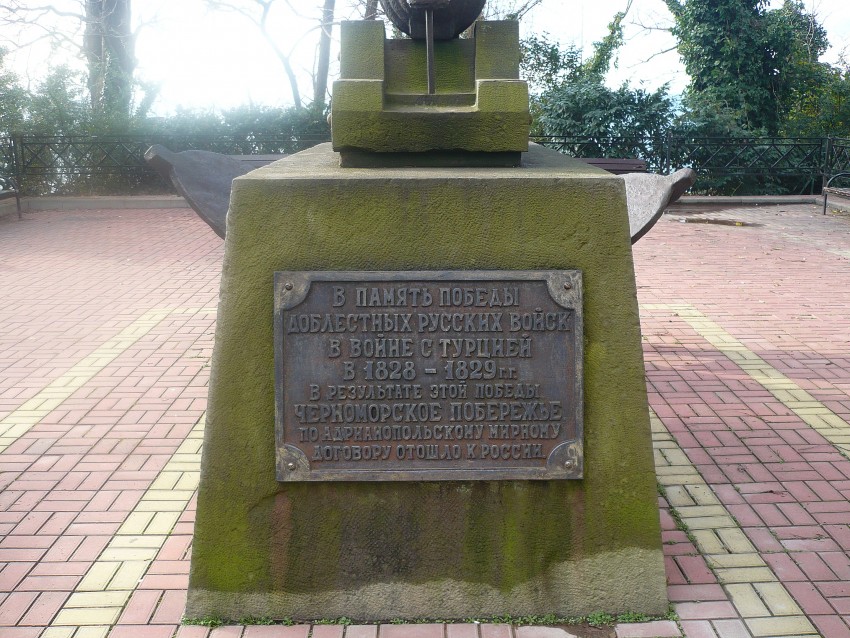 В ПАМЯТЬ ПОБЕДЫ
ДОБЛЕСТНЫХ РУССКИХ ВОЙСК
В ВОЙНЕ С ТУРЦИЕЙ
В 1828 – 1829 г.г.
В РЕЗУЛЬТАТЕ ЭТОЙ ПОБЕДЫ
ЧЕРНОМОРСКОЕ ПОБЕРЕЖЬЕ
ПО АДРИАНОПОЛЬСКОМУ МИРНОМУ
ДОГОВОРУ ОТОШЛО К РОССИИ.